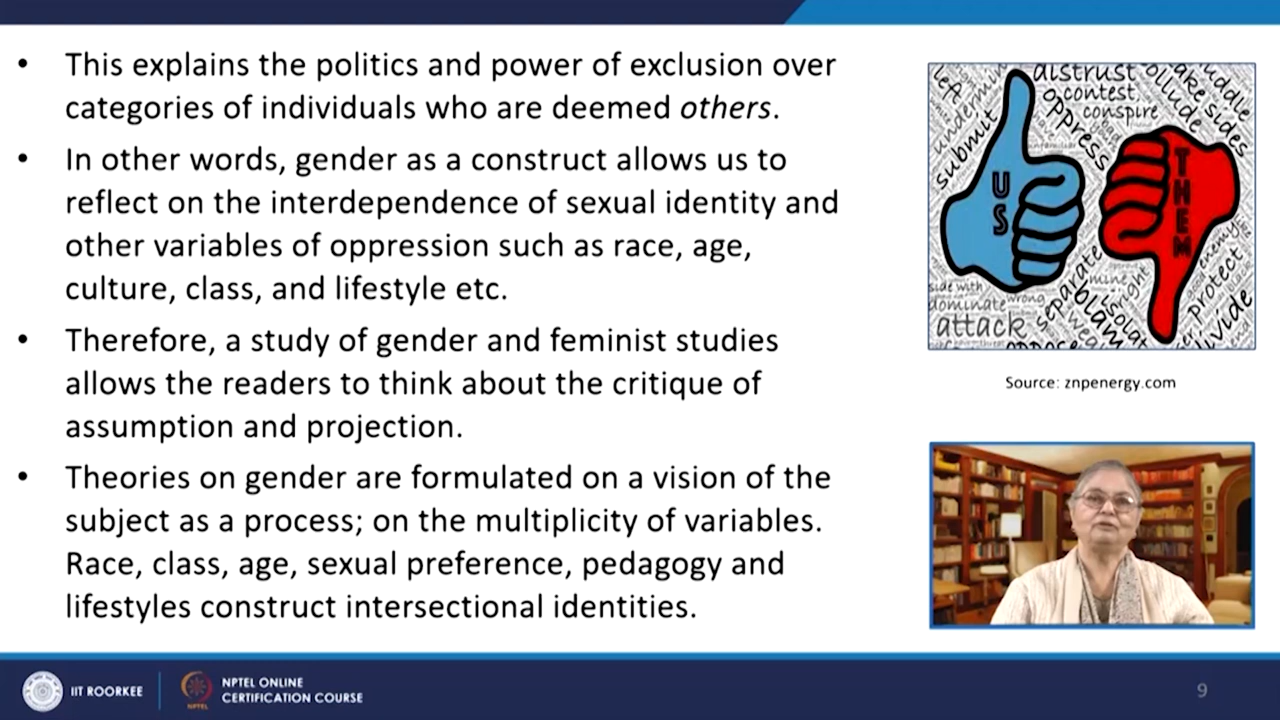 • This explains the politics and power of exclusion over
categories of individuals who are deemed others.
• In other words, gender as a construct allows us to
reflect on the interdependence of sexual identity and
other variables of oppression such as race, age,
culture, class, and lifestyle etc.
• Therefore, a study of gender and feminist studies
allows the readers to think about the critique of
assumption and projection.
• Theories on gender are formulated on a vision of the
subject as a process; on the multiplicity of variables.
Race, class, age, sexual preference, pedagogy and
lifestyles construct intersectional identities.
distrust
contest
conspire
oppress
collude
take sides
submit
US
THEM
enemy
protect
separate
side with
dominate
wrong
right
attack
Source: znpenergy.com
IIT ROORKEE
NPTEL
NPTEL ONLINE
CERTIFICATION COURSE
9